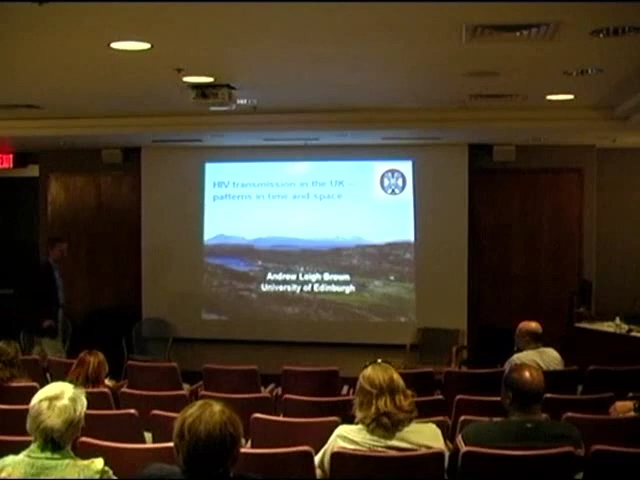 HIV transmission in the UK
patterns in time and space
Andrew Leigh Brown
University of Edinburgh